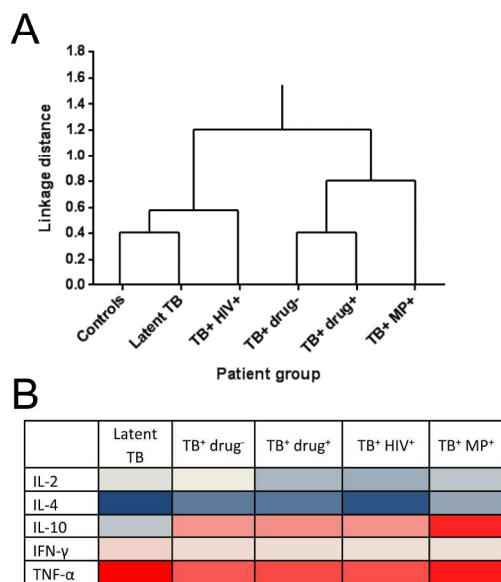 A
1.8
1.6
1.4
1.2
1.0
0.8
0.6
0.4
0.2
0.0
Linkage distance
Controls
Latent TB
TB+ HIV+
TB+ drug-
TB+ drug+
TB+ MP+
Patient group
B
Latent TB TB⁺ drug⁻ TB⁺ drug⁺ TB⁺ HIV⁺ TB⁺ MP⁺
IL-2
IL-4
IL-10
IFN-γ
TNF-α